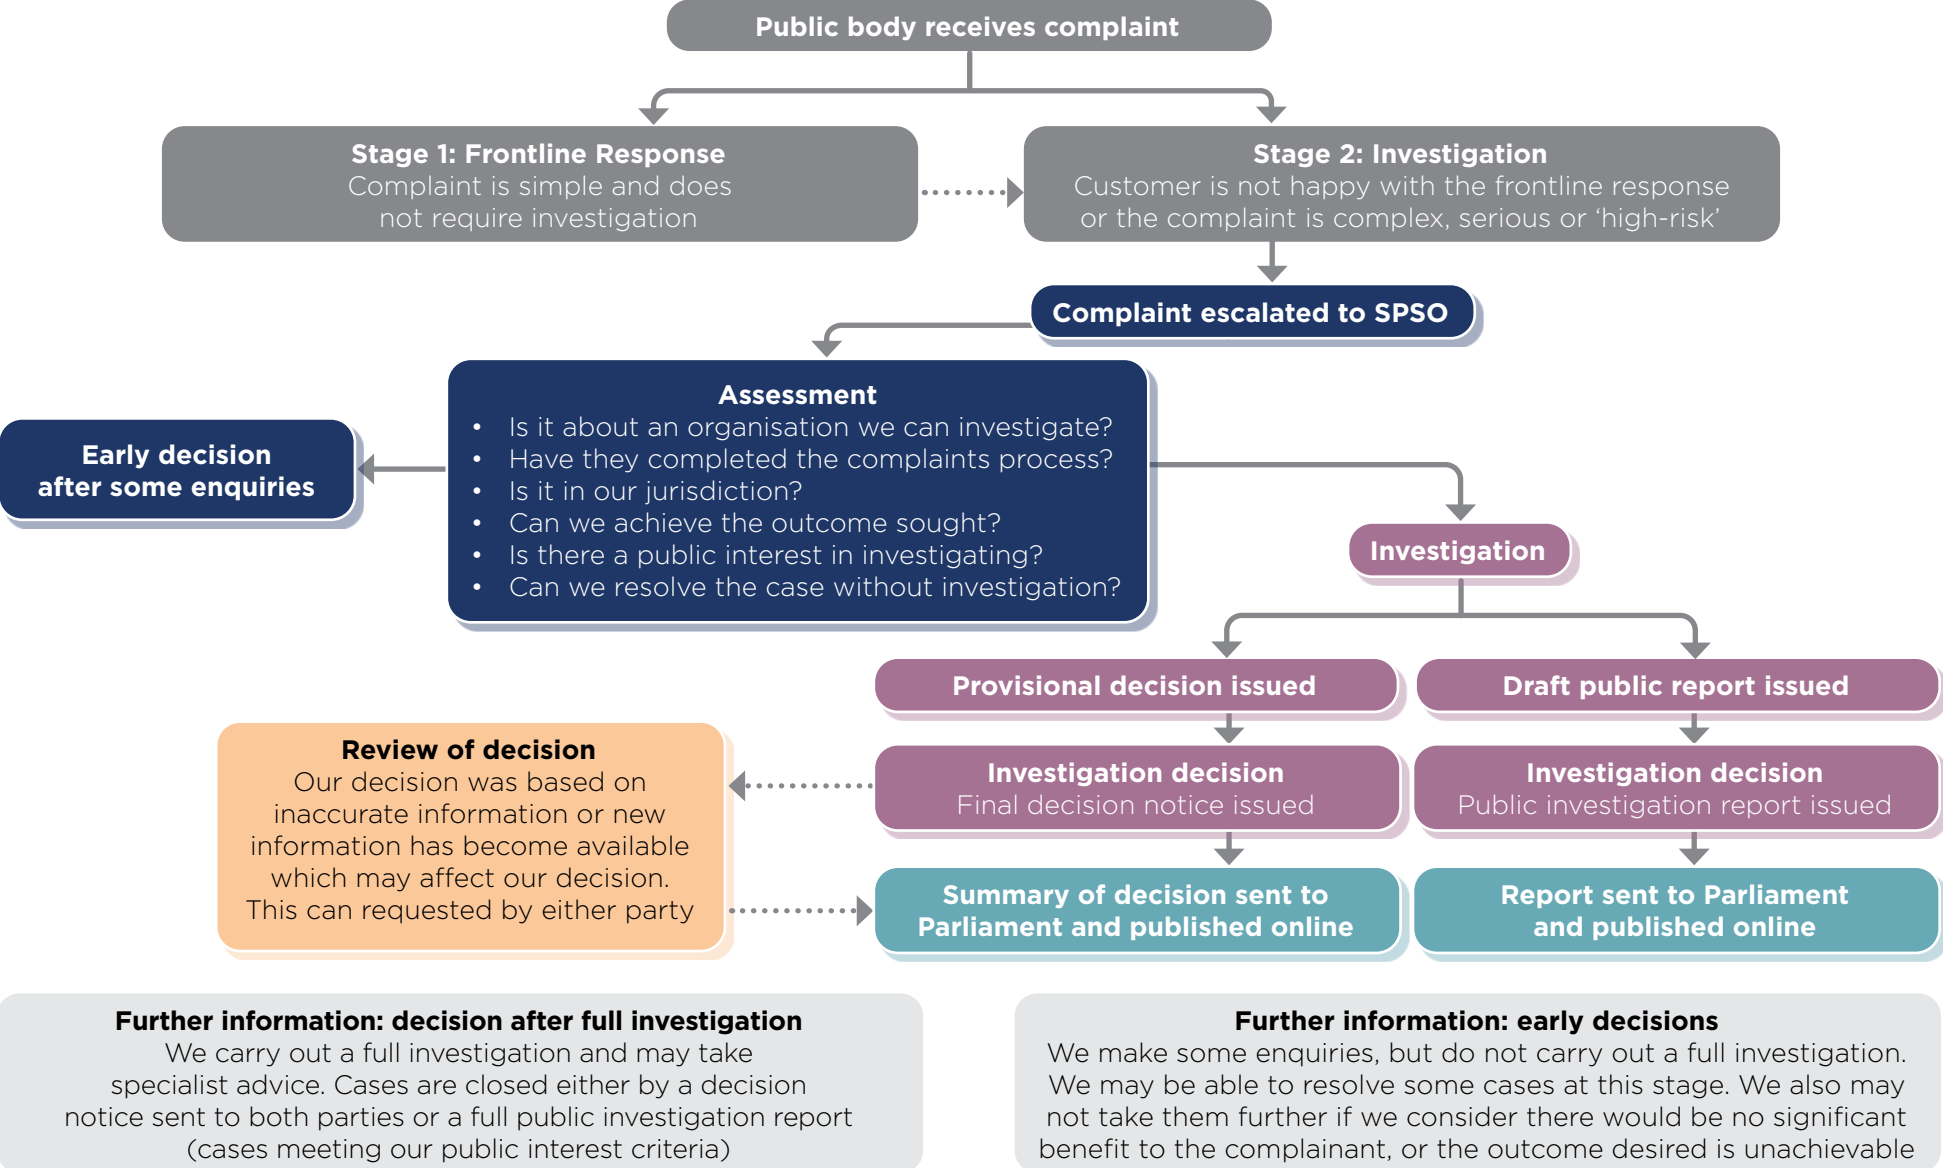 Public body receives complaint
Stage 1: Frontline Response
Complaint is simple and does
not require investigation
Stage 2: Investigation
Customer is not happy with the frontline response
or the complaint is complex, serious or ‘high-risk’
Complaint escalated to SPSO
Assessment
• Is it about an organisation we can investigate?
• Have they completed the complaints process?
• Is it in our jurisdiction?
• Can we achieve the outcome sought?
• Is there a public interest in investigating?
• Can we resolve the case without investigation?
Early decision
after some enquiries
Investigation
Provisional decision issued
Draft public report issued
Review of decision
Our decision was based on
inaccurate information or new
information has become available
which may affect our decision.
This can requested by either party
Investigation decision
Final decision notice issued
Investigation decision
Public investigation report issued
Summary of decision sent to
Parliament and published online
Report sent to Parliament
and published online
Further information: decision after full investigation
We carry out a full investigation and may take
specialist advice. Cases are closed either by a decision
notice sent to both parties or a full public investigation report
(cases meeting our public interest criteria)
Further information: early decisions
We make some enquiries, but do not carry out a full investigation.
We may be able to resolve some cases at this stage. We also may
not take them further if we consider there would be no significant
benefit to the complainant, or the outcome desired is unachievable